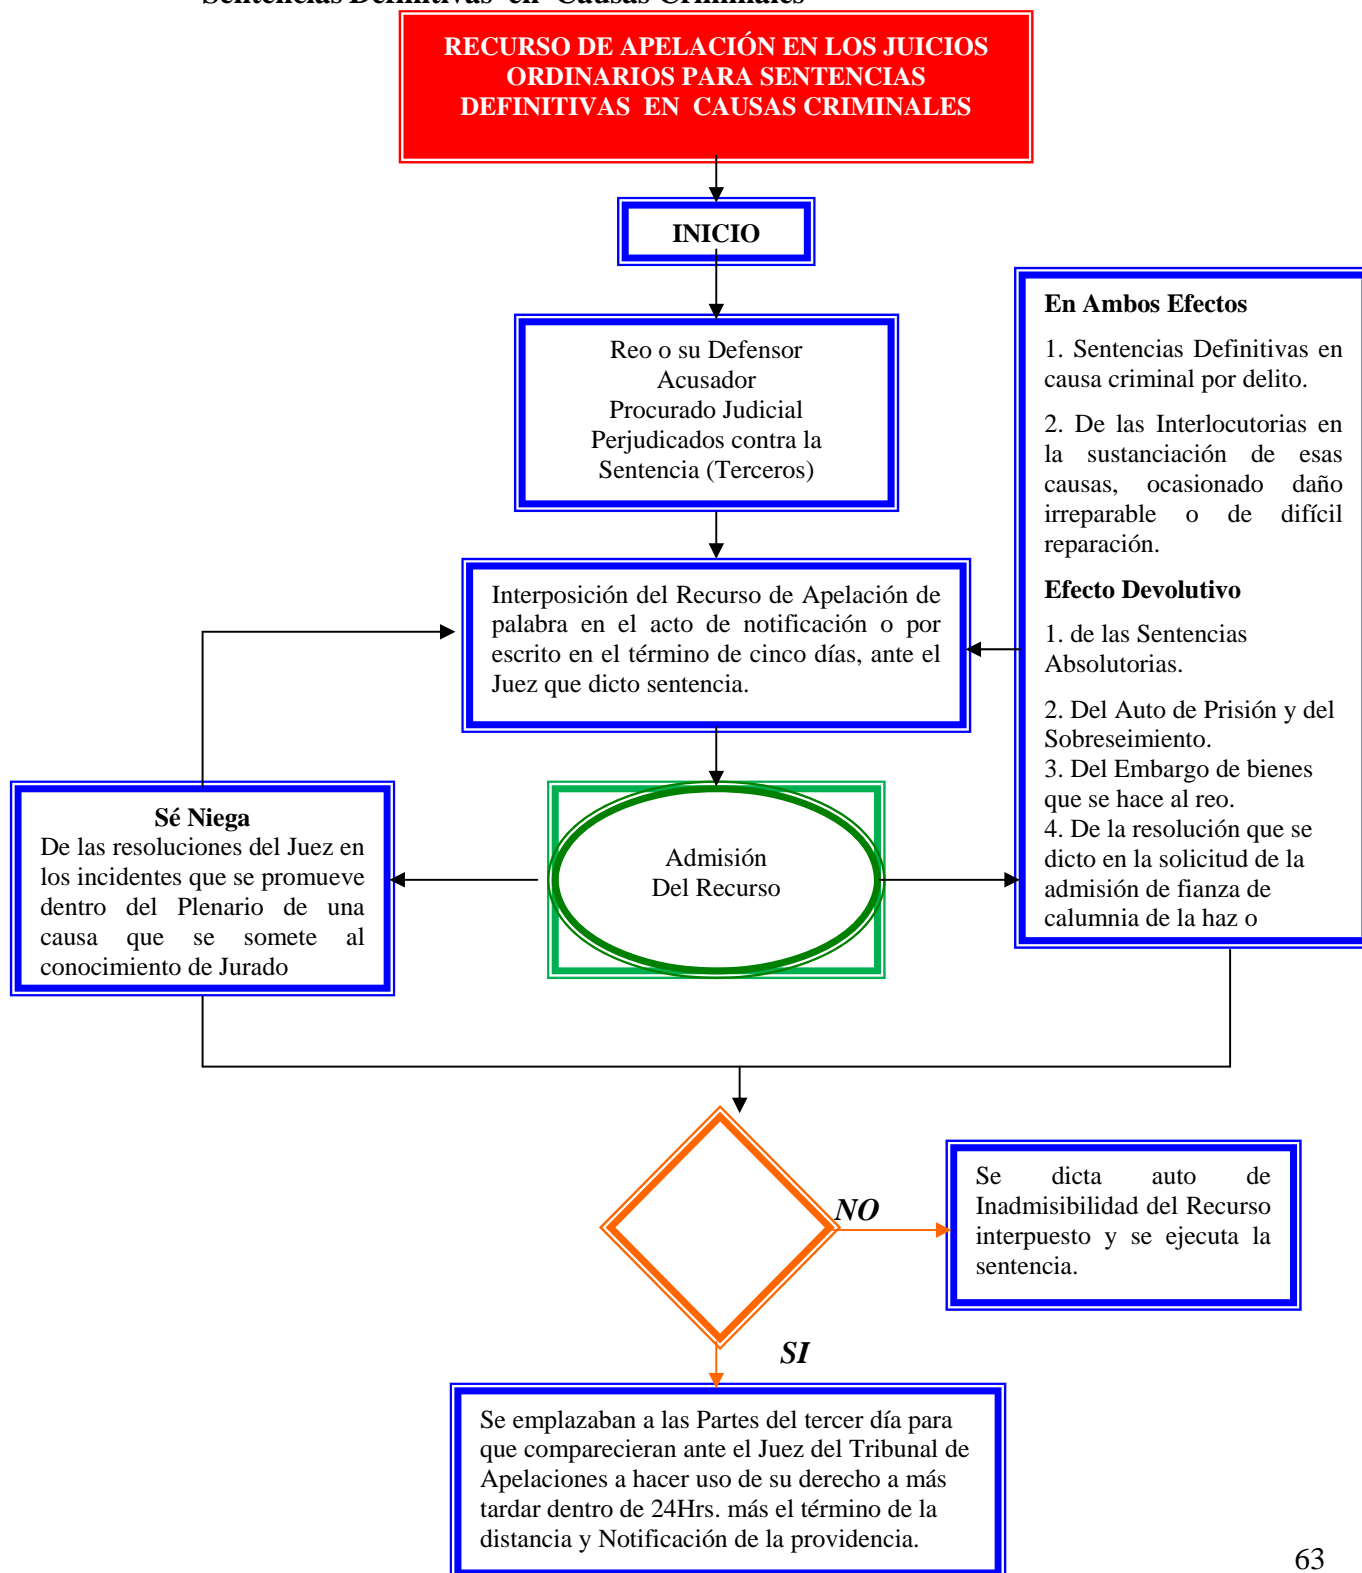 Sentencias Definitivas en Causas Criminales
RECURSO DE APELACIÓN EN LOS JUICIOS
ORDINARIOS PARA SENTENCIAS
DEFINITIVAS EN CAUSAS CRIMINALES
INICIO
Reo o su Defensor
Acusador
Procurado Judicial
Perjudicados contra la
Sentencia (Terceros)
En Ambos Efectos
1. Sentencias Definitivas en
causa criminal por delito.
2. De las Interlocutorias en
la sustanciación de esas
causas, ocasionado daño
irreparable o de difícil
reparación.
Efecto Devolutivo
1. de las Sentencias
Absolutorias.
2. Del Auto de Prisión y del
Sobreseimiento.
3. Del Embargo de bienes
que se hace al reo.
4. De la resolución que se
dicto en la solicitud de la
admisión de fianza de
calumnia de la haz o
Interposición del Recurso de Apelación de
palabra en el acto de notificación o por
escrito en el término de cinco días, ante el
Juez que dicto sentencia.
Sé Niega
De las resoluciones del Juez en
los incidentes que se promueve
dentro del Plenario de una
causa que se somete al
conocimiento de Jurado
Admisión
Del Recurso
NO
Se dicta auto de
Inadmisibilidad del Recurso
interpuesto y se ejecuta la
sentencia.
SI
Se emplazaban a las Partes del tercer día para
que comparecieran ante el Juez del Tribunal de
Apelaciones a hacer uso de su derecho a más
tardar dentro de 24Hrs. más el término de la
distancia y Notificación de la providencia.
63